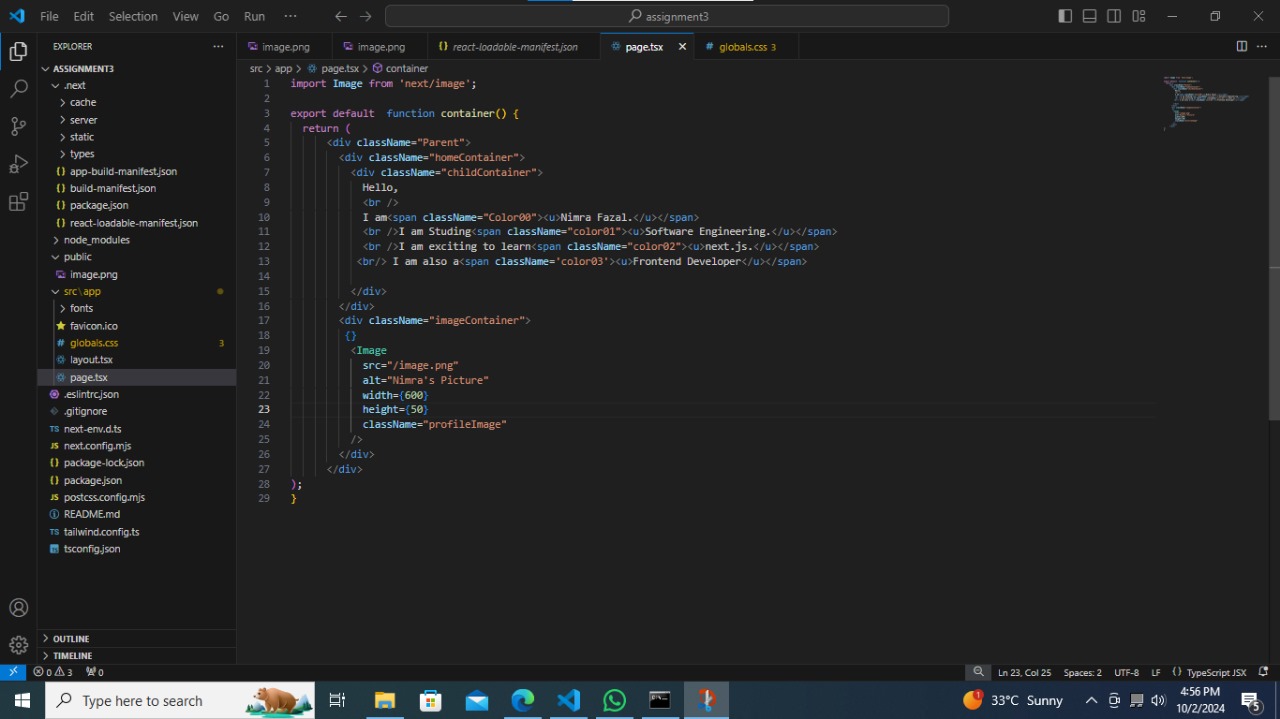 File Edit Selection View Go Run ··· assignment3
EXPLORER ···
ASSIGNMENT3
.next
cache
server
static
types
{} app-build-manifest.json
{} build-manifest.json
{} package.json
{} react-loadable-manifest.json
node_modules
public
image.png
src\app
fonts
favicon.ico
# globals.css 3
layout.tsx
page.tsx
.eslintrc.json
.gitignore
TS next-env.d.ts
JS next.config.mjs
{} package-lock.json
{} package.json
JS postcss.config.mjs
README.md
TS tailwind.config.ts
tsconfig.json
OUTLINE
TIMELINE
image.png image.png {} react-loadable-manifest.json page.tsx # globals.css 3 ···
src > app > page.tsx > container
1 import Image from 'next/image';
2
3 export default  function container() {
4 return (
5 <div className="Parent">
6 <div className="homeContainer">
7 <div className="childContainer">
8 Hello,
9 <br />
10 I am<span className="Color00"><u>Nimra Fazal.</u></span>
11 <br />I am Studing<span className="color01"><u>Software Engineering.</u></span>
12 <br />I am exciting to learn<span className="color02"><u>next.js.</u></span>
13 <br/> I am also a<span className='color03'><u>Frontend Developer</u></span>
14
15 </div>
16 </div>
17 <div className="imageContainer">
18 {}
19 <Image
20 src="/image.png"
21 alt="Nimra's Picture"
22 width={600}
23 height={50}
24 className="profileImage"
25 />
26 </div>
27 </div>
28 );
29 }
0 3 0 Ln 23, Col 25 Spaces: 2 UTF-8 LF {} TypeScript JSX
Type here to search 1 33°C Sunny 4:56 PM
10/2/2024 5